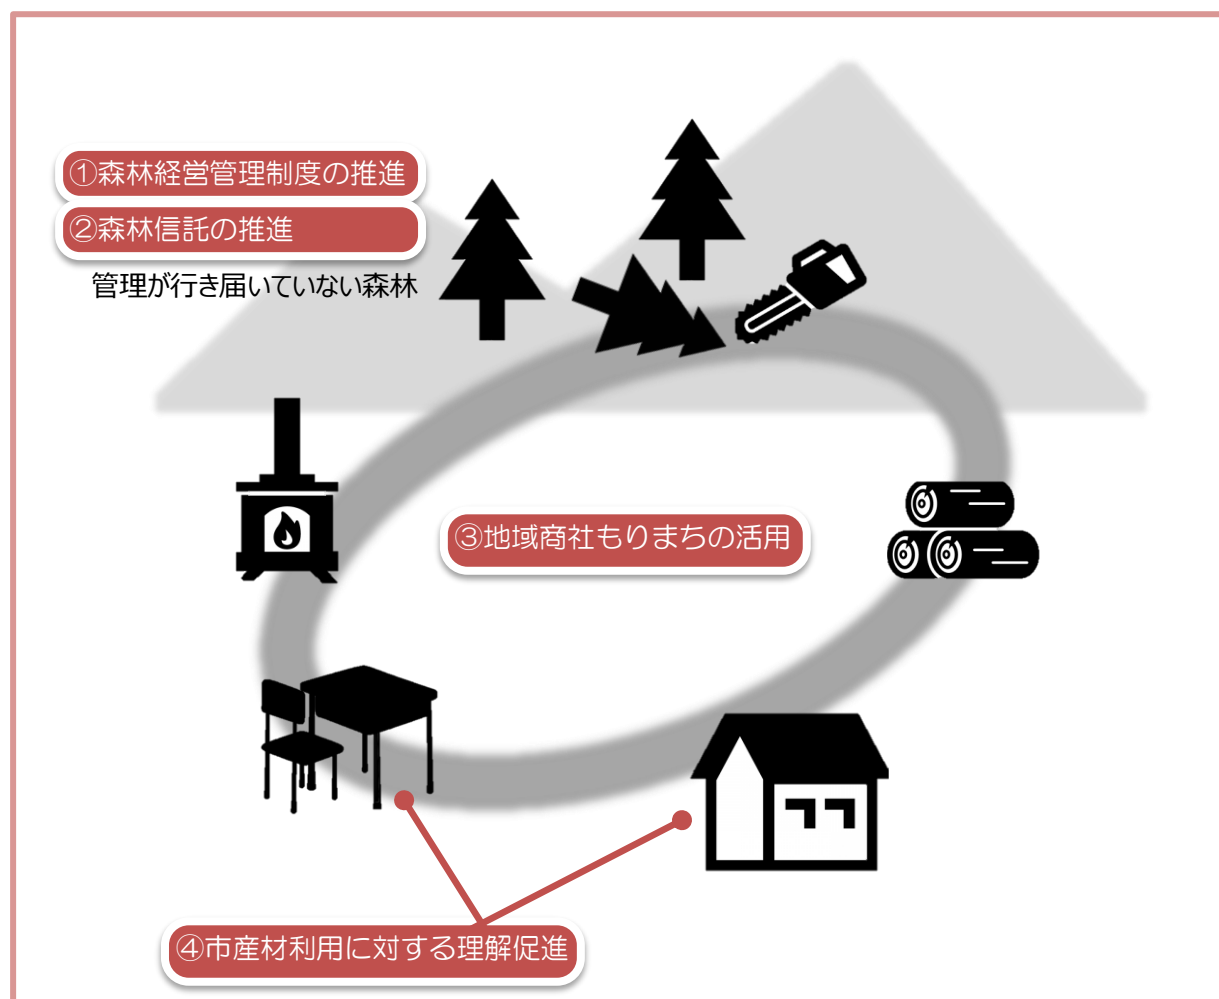 ①森林経営管理制度の推進
②森林信託の推進
管理が行き届いていない森林
③地域商社もりまちの活用
④市産材利用に対する理解促進